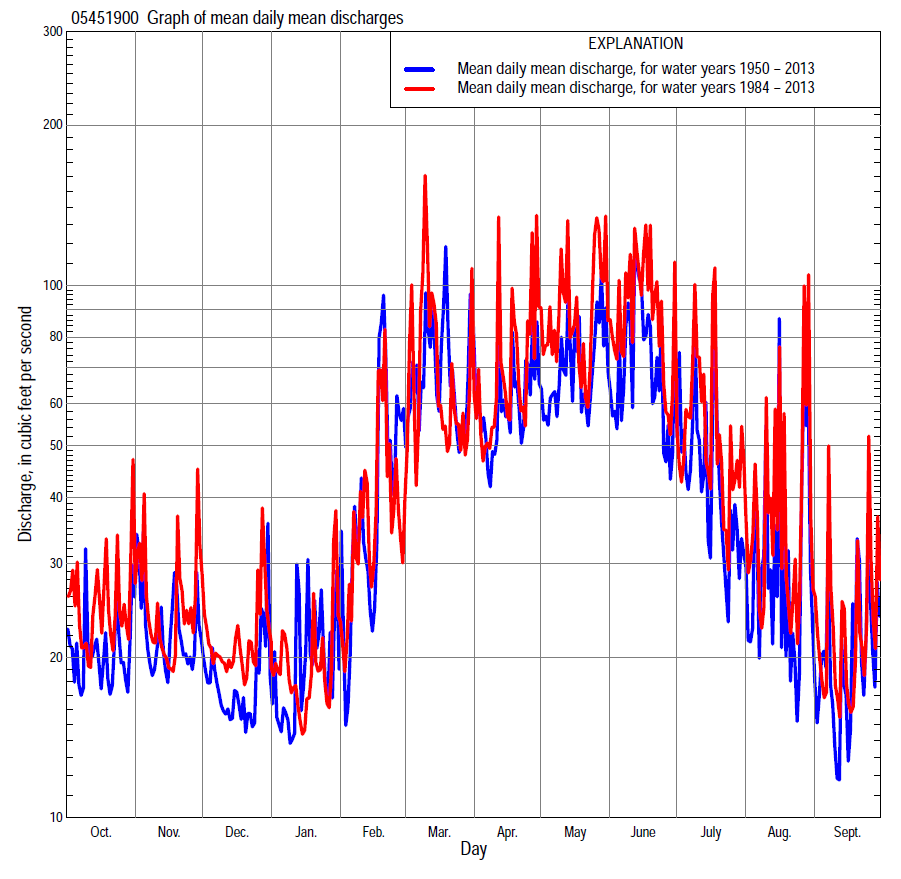 05451900 Graph of mean daily mean discharges
EXPLANATION
Mean daily mean discharge, for water years 1950 – 2013
Mean daily mean discharge, for water years 1984 – 2013
300
200
100
80
60
50
40
30
20
10
Discharge, in cubic feet per second
Oct. Nov. Dec. Jan. Feb. Mar. Apr. May June July Aug. Sept.
Day